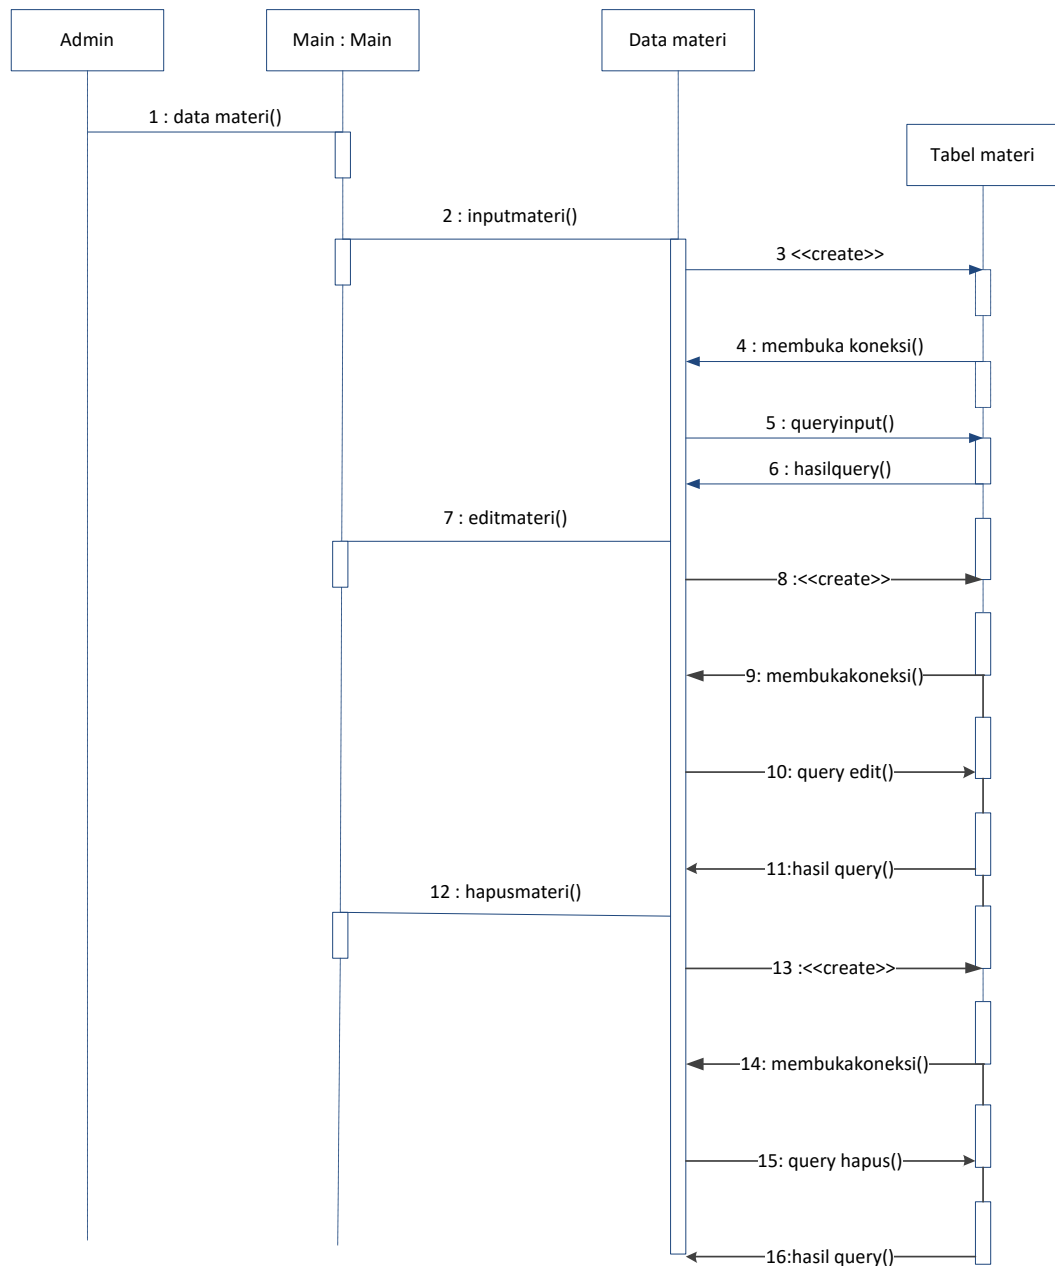 Admin
Main : Main
Data materi
1 : data materi()
Tabel materi
2 : inputmateri()
3 <<create>>
4 : membuka koneksi()
5 : queryinput()
6 : hasilquery()
7 : editmateri()
8 :<<create>>
9: membukakoneksi()
10: query edit()
11:hasil query()
12 : hapusmateri()
13 :<<create>>
14: membukakoneksi()
15: query hapus()
16:hasil query()